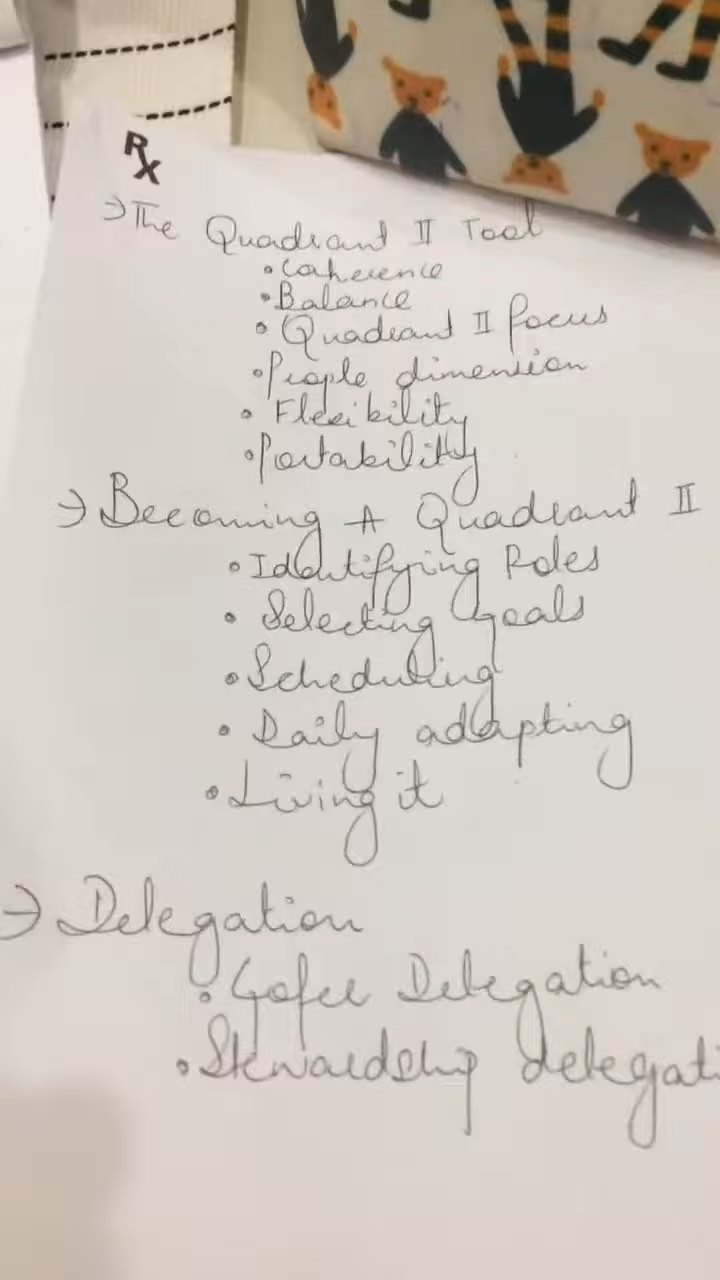 Rx
→ The Quadrant II Tool
• Coherence
• Balance
• Quadrant II focus
• People dimension
• Flexibility
• Portability
→ Becoming A Quadrant II
• Identifying Roles
• Selecting goals
• Scheduling
• Daily adapting
• Living it
→ Delegation
• Gofer Delegation
• Stewardship delegati